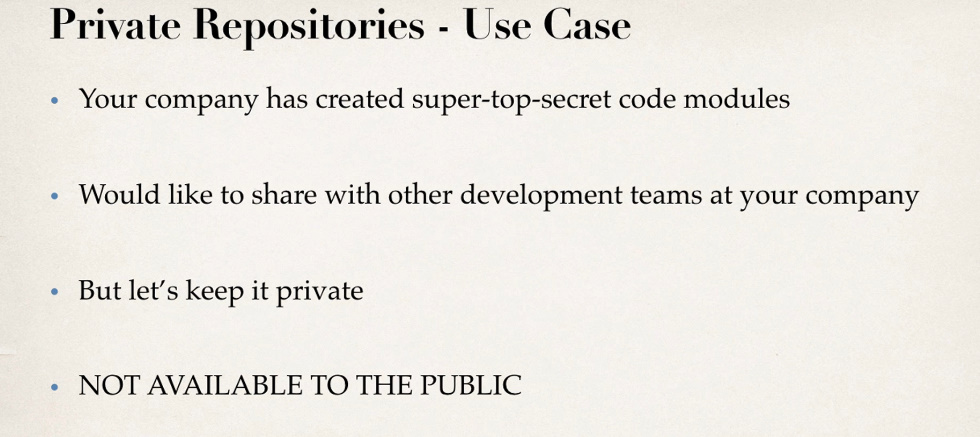 Private Repositories - Use Case
• Your company has created super-top-secret code modules
• Would like to share with other development teams at your company
• But let’s keep it private
• NOT AVAILABLE TO THE PUBLIC